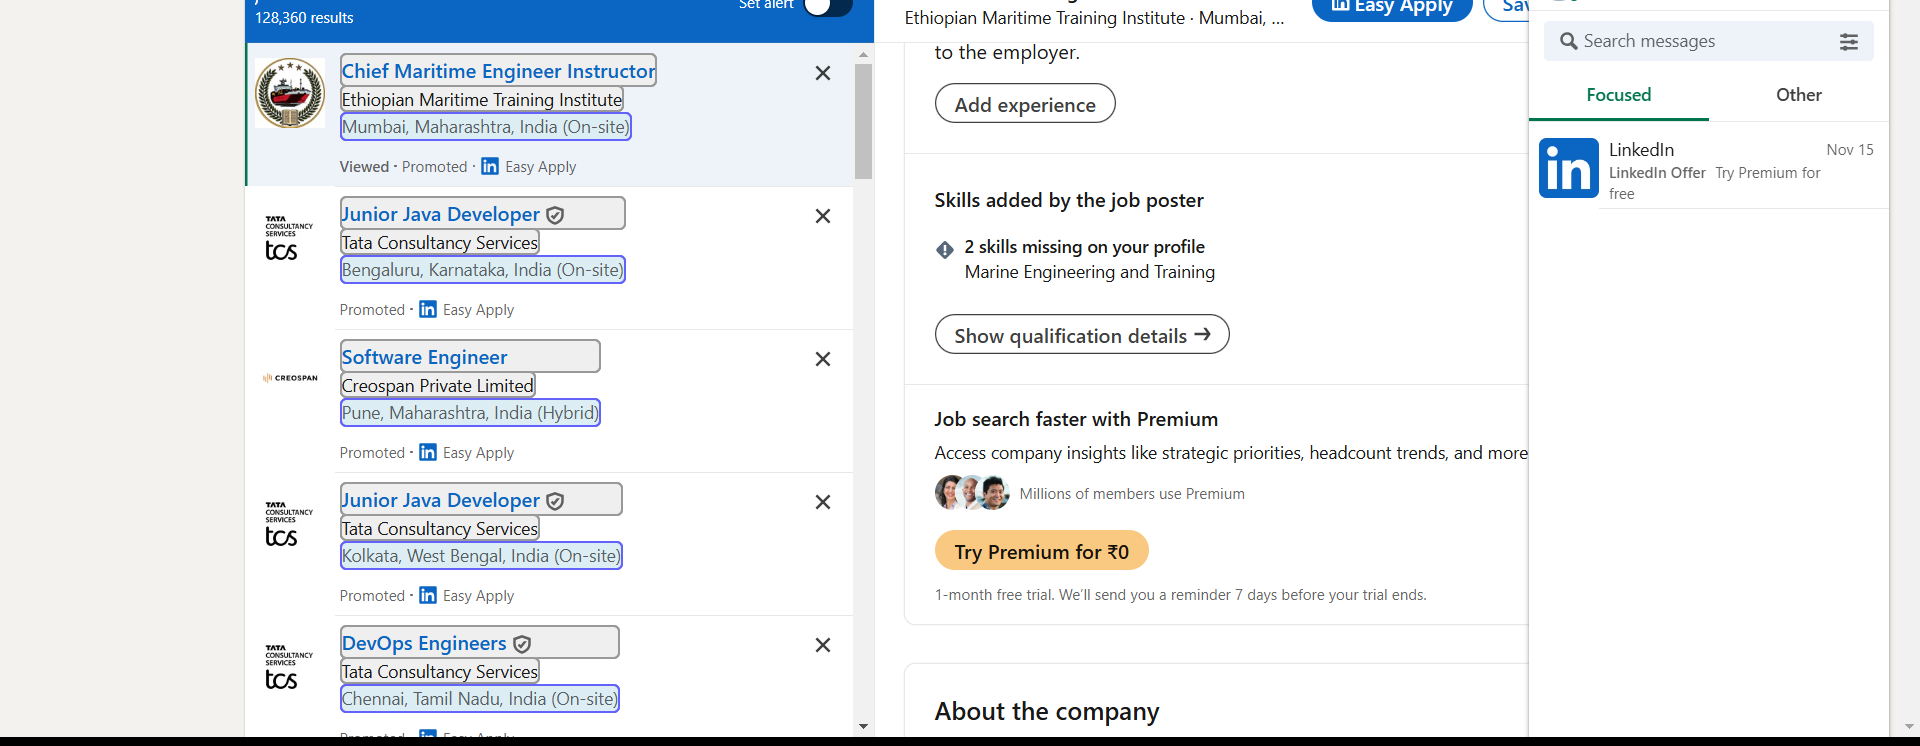 128,360 results
Set alert
Chief Maritime Engineer Instructor
Ethiopian Maritime Training Institute
Mumbai, Maharashtra, India (On-site)
Viewed · Promoted · in Easy Apply
TATA
CONSULTANCY
SERVICES
tcs
Junior Java Developer
Tata Consultancy Services
Bengaluru, Karnataka, India (On-site)
Promoted · in Easy Apply
CREOSPAN
Software Engineer
Creospan Private Limited
Pune, Maharashtra, India (Hybrid)
Promoted · in Easy Apply
TATA
CONSULTANCY
SERVICES
tcs
Junior Java Developer
Tata Consultancy Services
Kolkata, West Bengal, India (On-site)
Promoted · in Easy Apply
TATA
CONSULTANCY
SERVICES
tcs
DevOps Engineers
Tata Consultancy Services
Chennai, Tamil Nadu, India (On-site)
Promoted · in Easy Apply
Ethiopian Maritime Training Institute · Mumbai, ...
in Easy Apply
to the employer.
Add experience
Skills added by the job poster
2 skills missing on your profile
Marine Engineering and Training
Show qualification details →
Job search faster with Premium
Access company insights like strategic priorities, headcount trends, and more
Millions of members use Premium
Try Premium for ₹0
1-month free trial. We'll send you a reminder 7 days before your trial ends.
About the company
Search messages
Focused
Other
in
LinkedIn
Nov 15
LinkedIn Offer Try Premium for
free